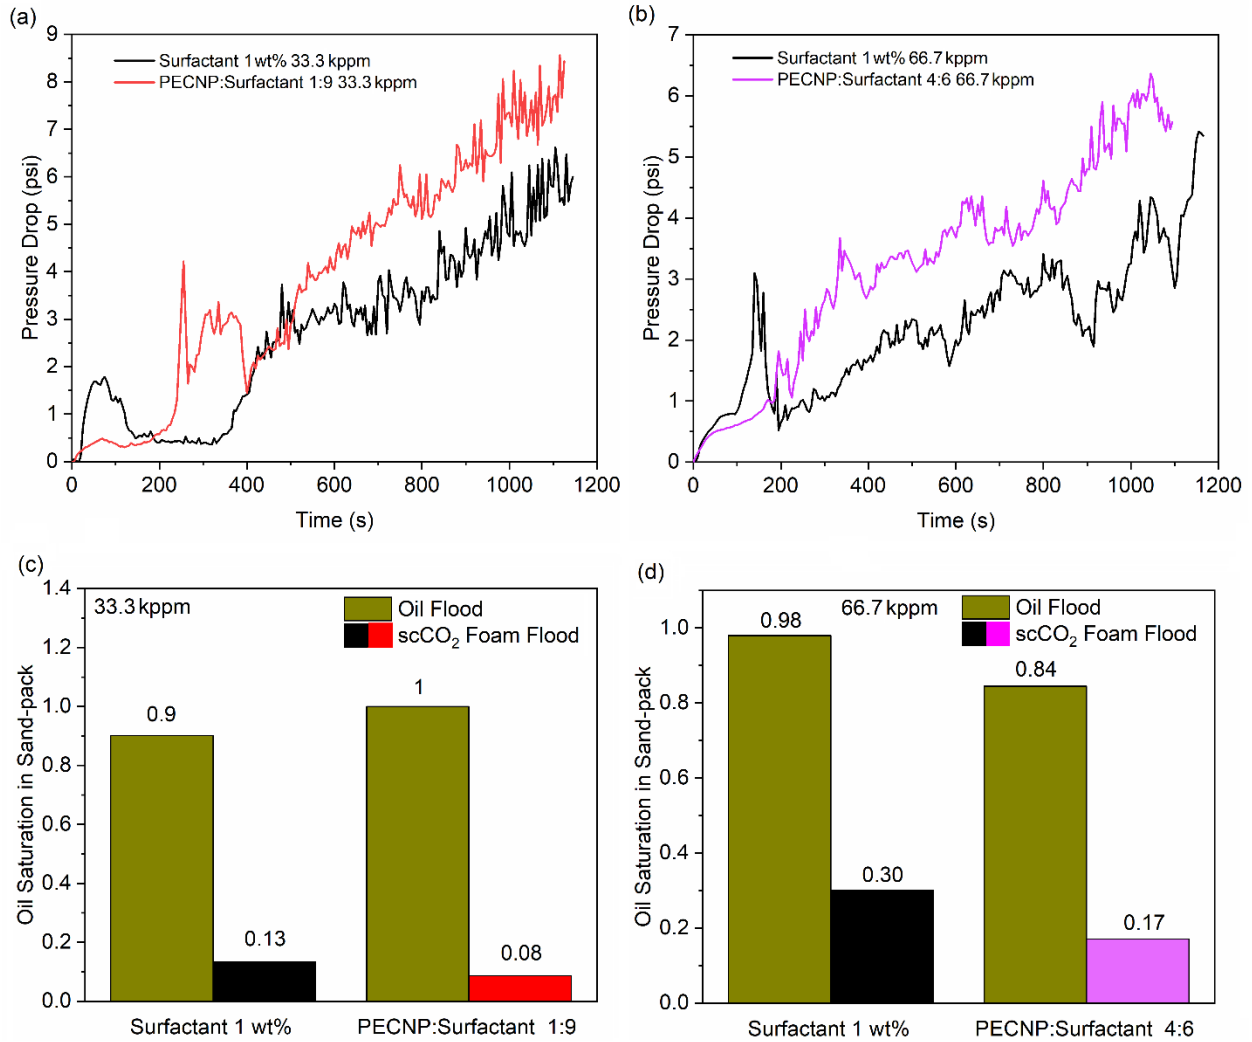 (a)
9
8
7
6
5
4
3
2
1
0
Pressure Drop (psi)
Surfactant 1 wt% 33.3 kppm
PECNP:Surfactant 1:9 33.3 kppm
0 200 400 600 800 1000 1200
Time (s)
(b)
7
6
5
4
3
2
1
0
Pressure Drop (psi)
Surfactant 1 wt% 66.7 kppm
PECNP:Surfactant 4:6 66.7 kppm
0 200 400 600 800 1000 1200
Time (s)
(c)
1.4
1.2
1.0
0.8
0.6
0.4
0.2
0.0
Oil Saturation in Sand-pack
33.3 kppm
Oil Flood
scCO₂ Foam Flood
0.9
0.13
1
0.08
Surfactant 1 wt%
PECNP:Surfactant 1:9
(d)
1.0
0.8
0.6
0.4
0.2
0.0
Oil Saturation in Sand-pack
66.7 kppm
Oil Flood
scCO₂ Foam Flood
0.98
0.30
0.84
0.17
Surfactant 1 wt%
PECNP:Surfactant 4:6